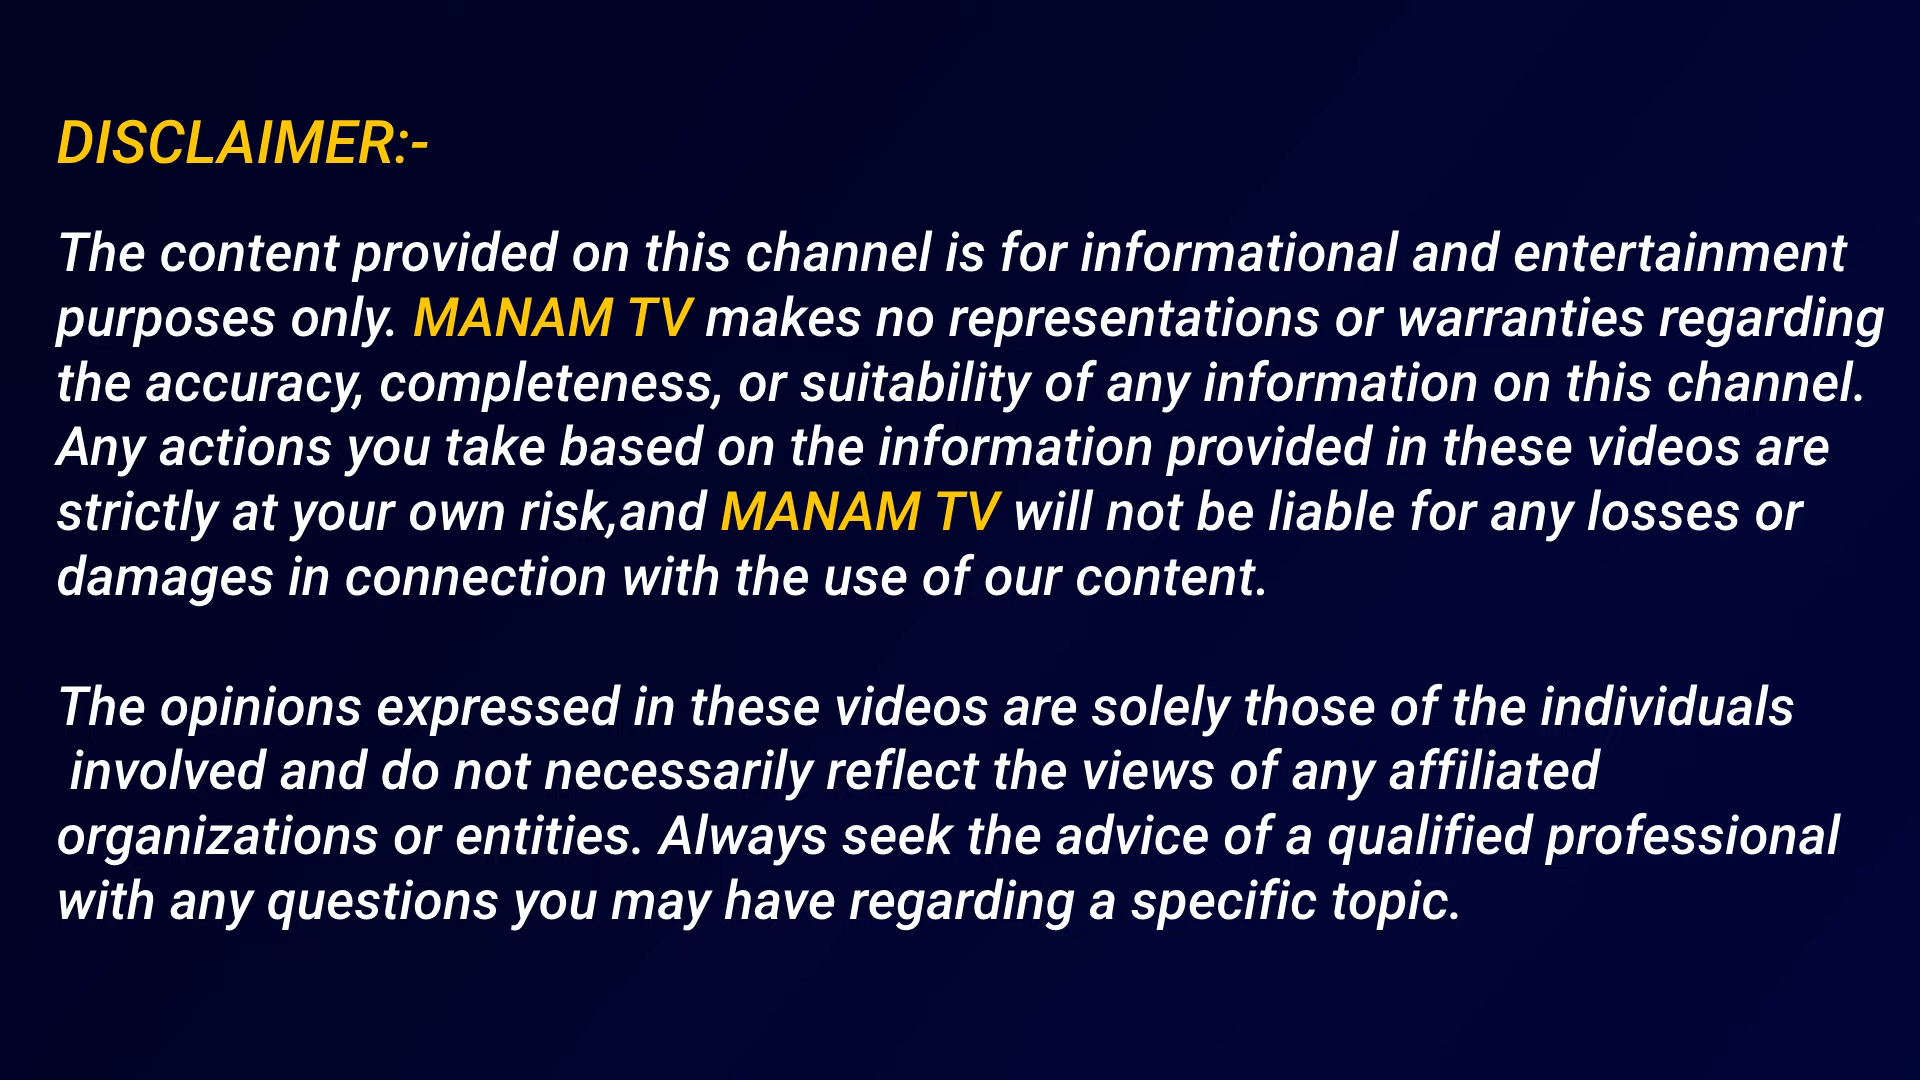 DISCLAIMER:-
The content provided on this channel is for informational and entertainment
purposes only. MANAM TV makes no representations or warranties regarding
the accuracy, completeness, or suitability of any information on this channel.
Any actions you take based on the information provided in these videos are
strictly at your own risk,and MANAM TV will not be liable for any losses or
damages in connection with the use of our content.
The opinions expressed in these videos are solely those of the individuals
involved and do not necessarily reflect the views of any affiliated
organizations or entities. Always seek the advice of a qualified professional
with any questions you may have regarding a specific topic.